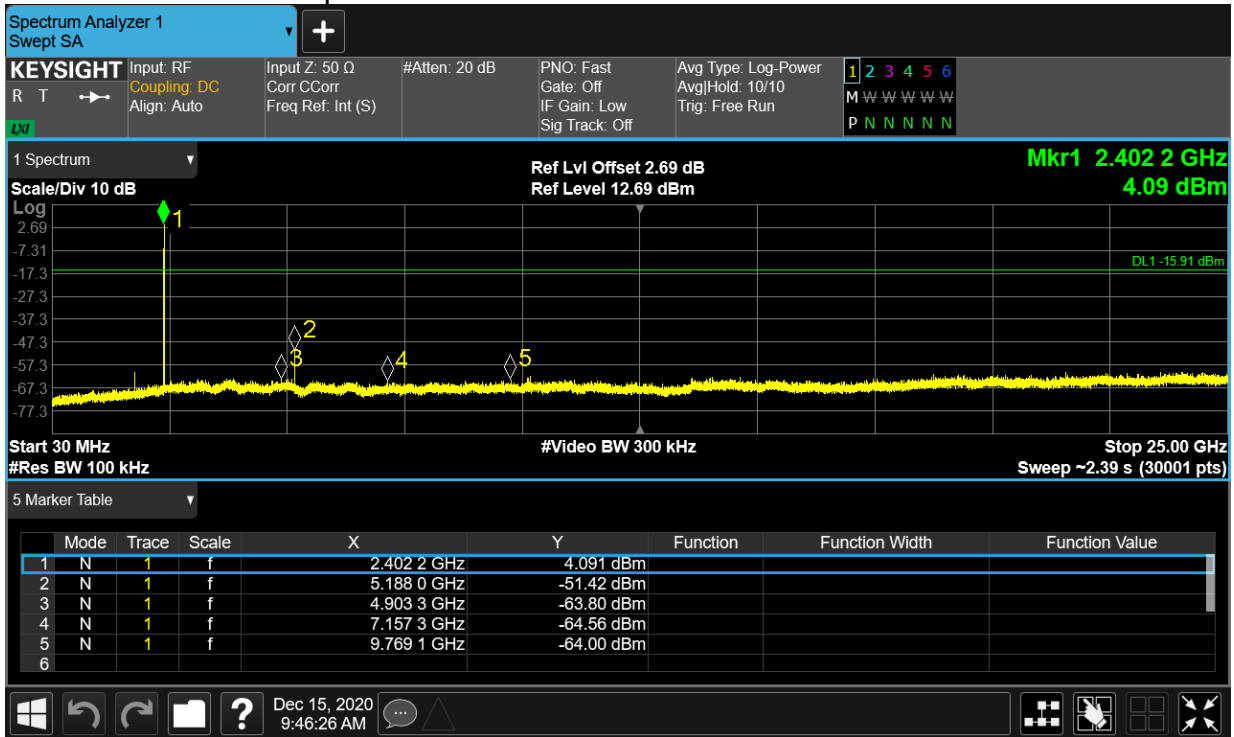 Spectrum Analyzer 1
Swept SA
KEYSIGHT Input: RF Input Z: 50 Ω #Atten: 20 dB PNO: Fast Avg Type: Log-Power 1 2 3 4 5 6
R T Coupling: DC Corr CCorr Gate: Off Avg|Hold: 10/10 M W W W W W W
Align: Auto Freq Ref: Int (S) IF Gain: Low Trig: Free Run
LXI Sig Track: Off P N N N N N N
1 Spectrum Ref Lvl Offset 2.69 dB Mkr1 2.402 2 GHz
Scale/Div 10 dB Ref Level 12.69 dBm 4.09 dBm
Log
1
2.69
-7.31
DL1 -15.91 dBm
-17.3
-27.3
-37.3
2
-47.3
3 4 5
-57.3
-67.3
-77.3
Start 30 MHz #Video BW 300 kHz Stop 25.00 GHz
#Res BW 100 kHz Sweep ~2.39 s (30001 pts)
5 Marker Table
Mode Trace Scale X Y Function Function Width Function Value
1 N 1 f 2.402 2 GHz 4.091 dBm
2 N 1 f 5.188 0 GHz -51.42 dBm
3 N 1 f 4.903 3 GHz -63.80 dBm
4 N 1 f 7.157 3 GHz -64.56 dBm
5 N 1 f 9.769 1 GHz -64.00 dBm
6
? Dec 15, 2020
9:46:26 AM